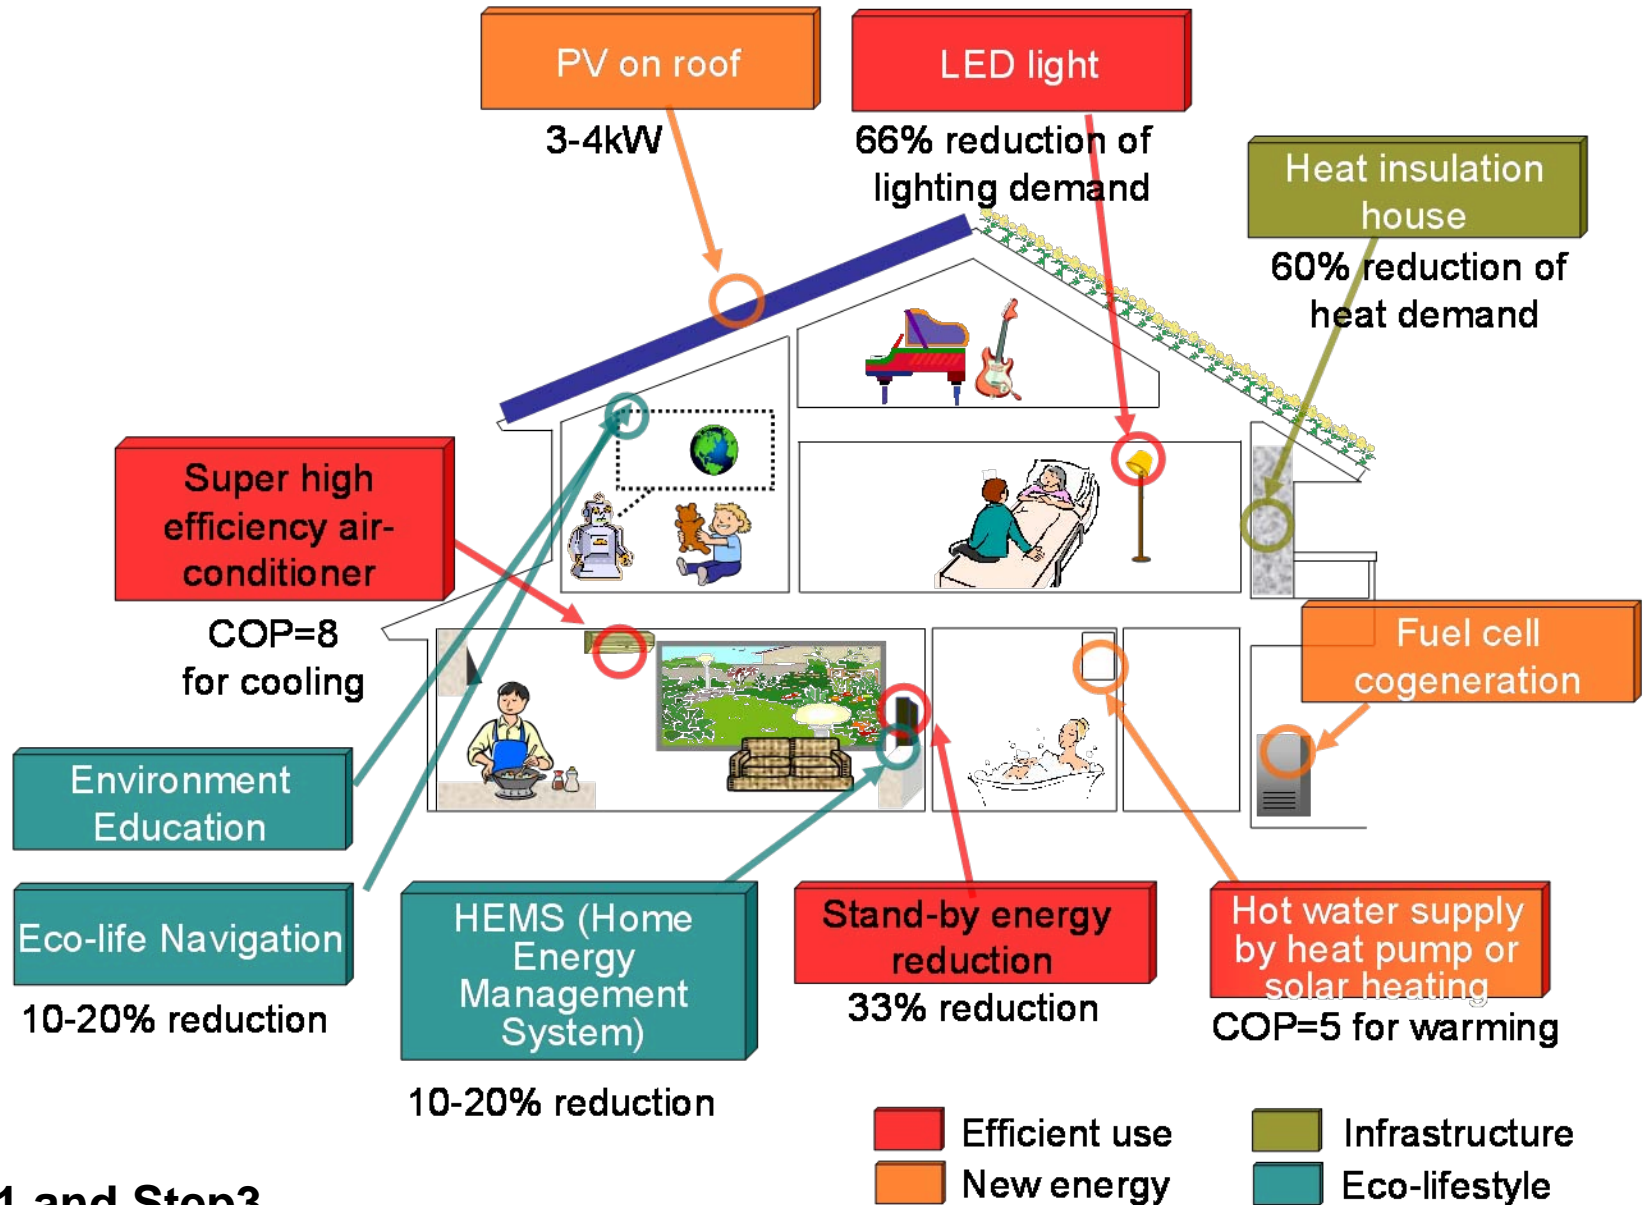 PV on roof
3-4kW
LED light
66% reduction of
lighting demand
Heat insulation
house
60% reduction of
heat demand
Super high
efficiency air-
conditioner
COP=8
for cooling
Fuel cell
cogeneration
Environment
Education
Eco-life Navigation
10-20% reduction
HEMS (Home
Energy
Management
System)
10-20% reduction
Stand-by energy
reduction
33% reduction
Hot water supply
by heat pump or
solar heating
COP=5 for warming
Efficient use
New energy
Infrastructure
Eco-lifestyle
1 and Step3